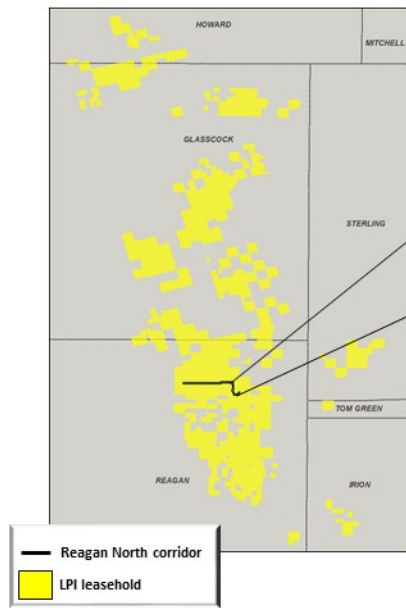 HOWARD
MITCHELL
GLASSCOCK
STERLING
TOM GREEN
REAGAN
IRION
Reagan North corridor
LPI leasehold